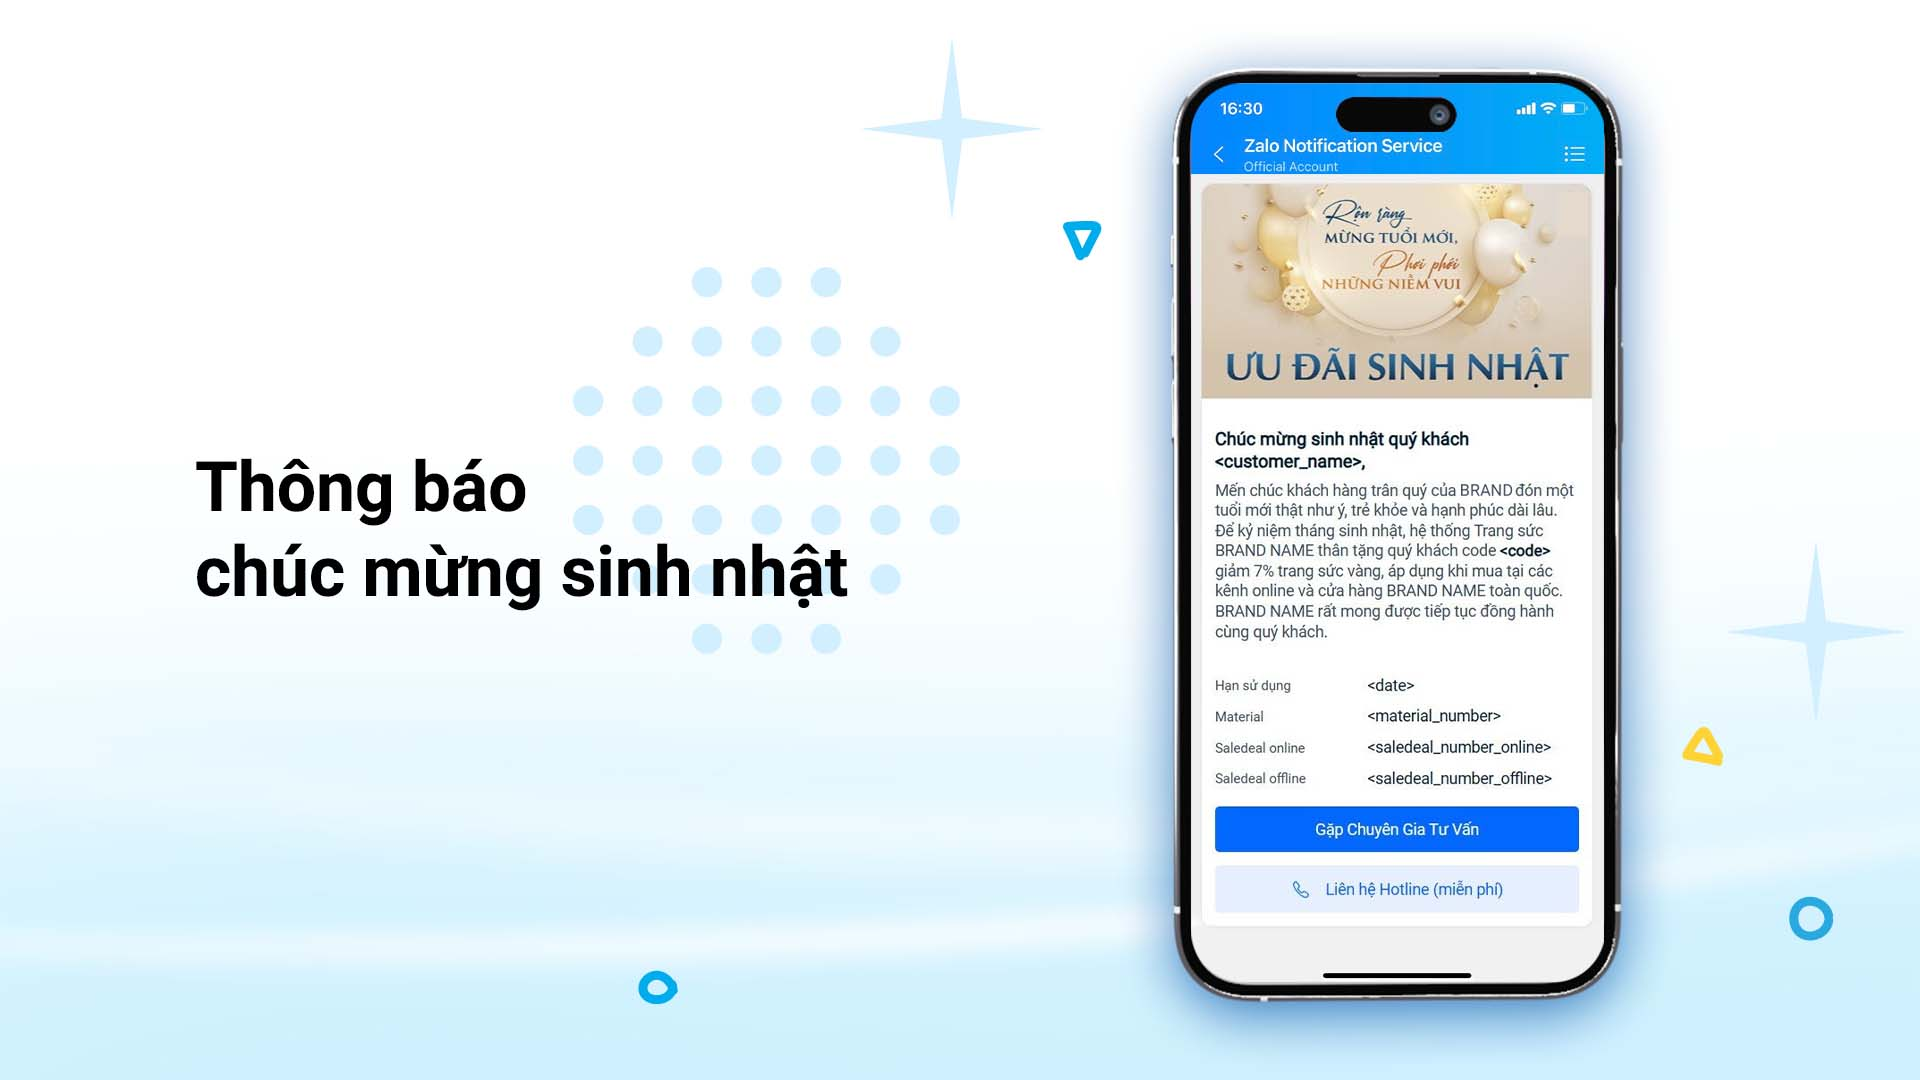 Thông báo
chúc mừng sinh nhật
16:30
Zalo Notification Service
Official Account
Rộn ràng
MỪNG TUỔI MỚI,
Phơi phới
NHỮNG NIỀM VUI
ƯU ĐÃI SINH NHẬT
Chúc mừng sinh nhật quý khách
<customer_name>,
Mến chúc khách hàng trân quý của BRAND đón một
tuổi mới thật như ý, trẻ khỏe và hạnh phúc dài lâu.
Để kỷ niệm tháng sinh nhật, hệ thống Trang sức
BRAND NAME thân tặng quý khách code <code>
giảm 7% trang sức vàng, áp dụng khi mua tại các
kênh online và cửa hàng BRAND NAME toàn quốc.
BRAND NAME rất mong được tiếp tục đồng hành
cùng quý khách.
Hạn sử dụng <date>
Material <material_number>
Saledeal online <saledeal_number_online>
Saledeal offline <saledeal_number_offline>
Gặp Chuyên Gia Tư Vấn
Liên hệ Hotline (miễn phí)